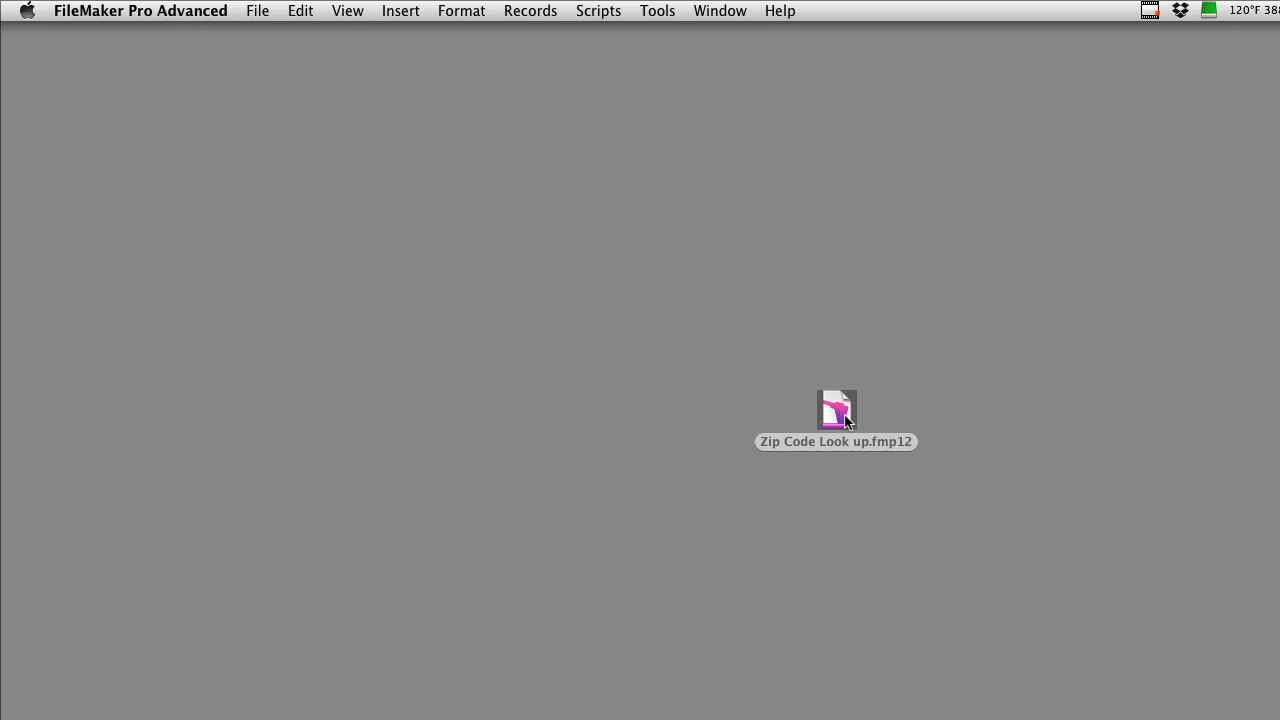 FileMaker Pro Advanced File Edit View Insert Format Records Scripts Tools Window Help 120°F 38
Zip Code Look up.fmp12